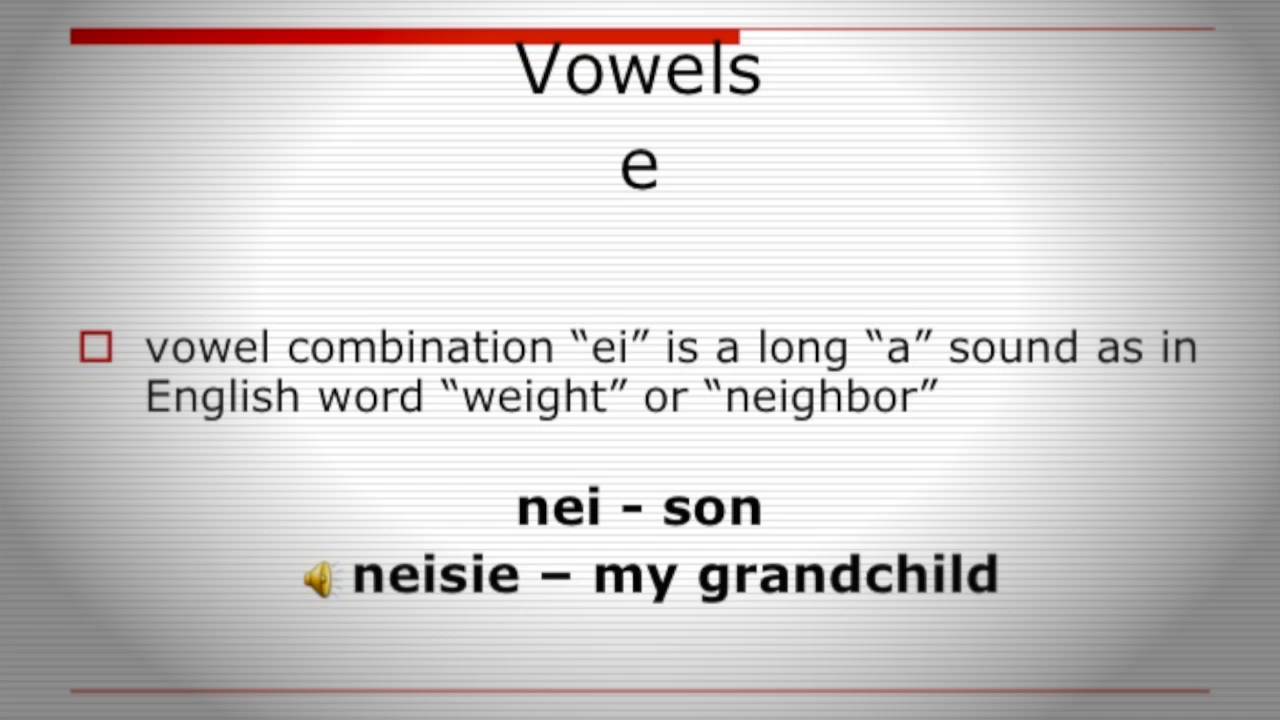 Vowels
e
vowel combination “ei” is a long “a” sound as in
English word “weight” or “neighbor”
nei - son
neisie – my grandchild